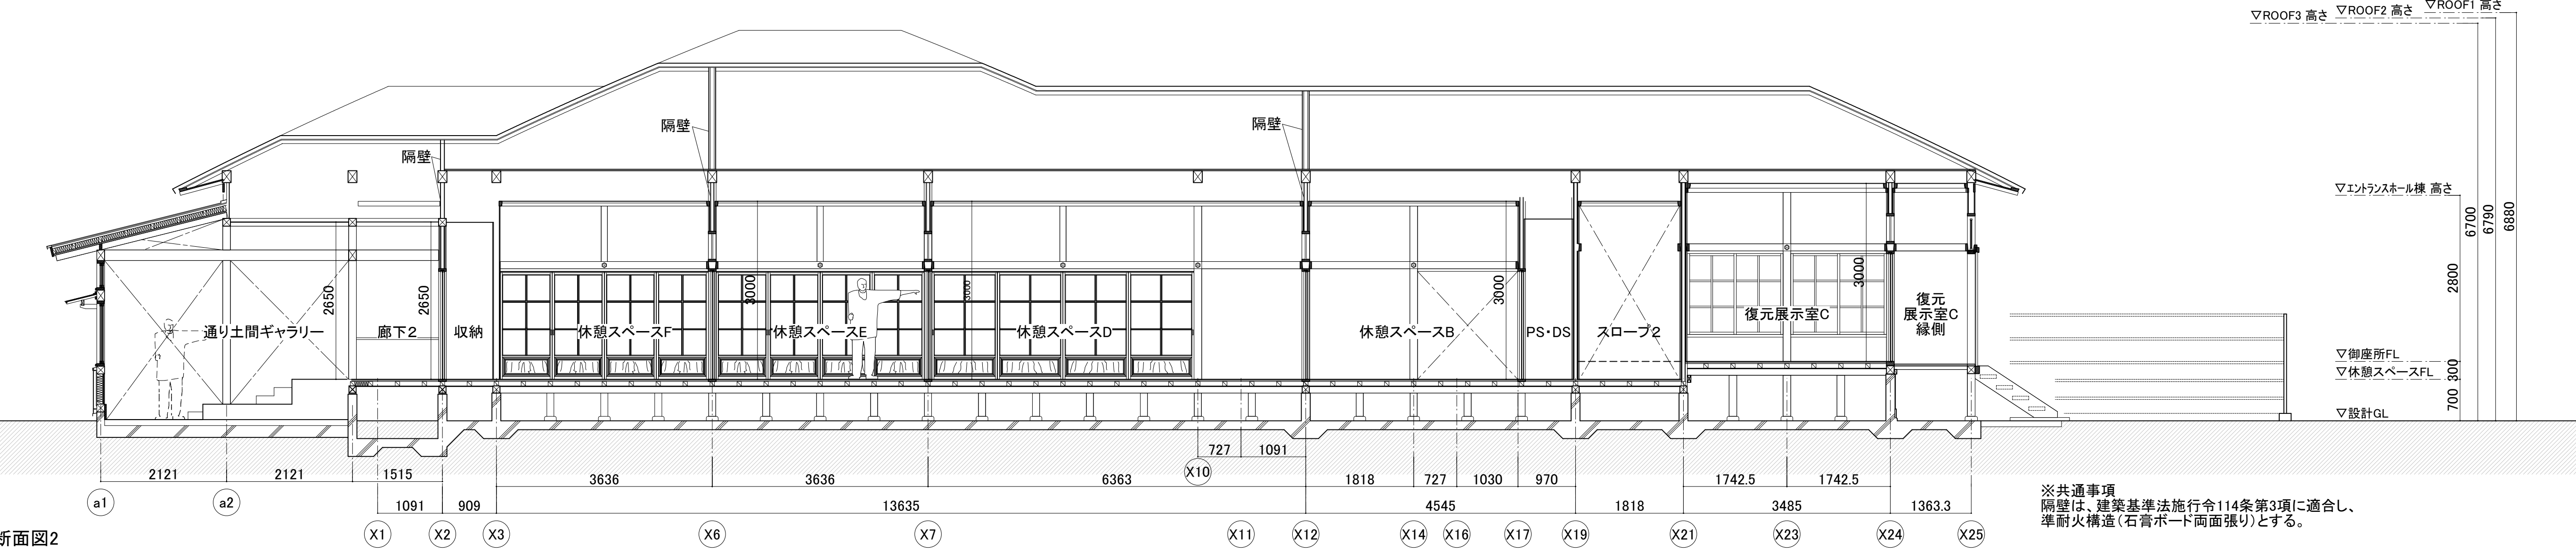 ▽ROOF3 高さ
▽ROOF2 高さ
▽ROOF1 高さ
隔壁
隔壁
隔壁
▽エントランスホール棟 高さ
6700
6790
6880
2800
300
700
2650
2650
3000
3000
3000
3000
通り土間ギャラリー
廊下2
収納
休憩スペースF
休憩スペースE
休憩スペースD
休憩スペースB
PS・DS
スロープ2
復元展示室C
復元
展示室C
縁側
▽御座所FL
▽休憩スペースFL
▽設計GL
727
1091
X10
2121
2121
1515
3636
3636
6363
1818
727
1030
970
1742.5
1742.5
1091
909
13635
4545
1818
3485
1363.3
a1
a2
X1
X2
X3
X6
X7
X11
X12
X14
X16
X17
X19
X21
X23
X24
X25
※共通事項
隔壁は、建築基準法施行令114条第3項に適合し、
準耐火構造(石膏ボード両面張り)とする。
断面図2